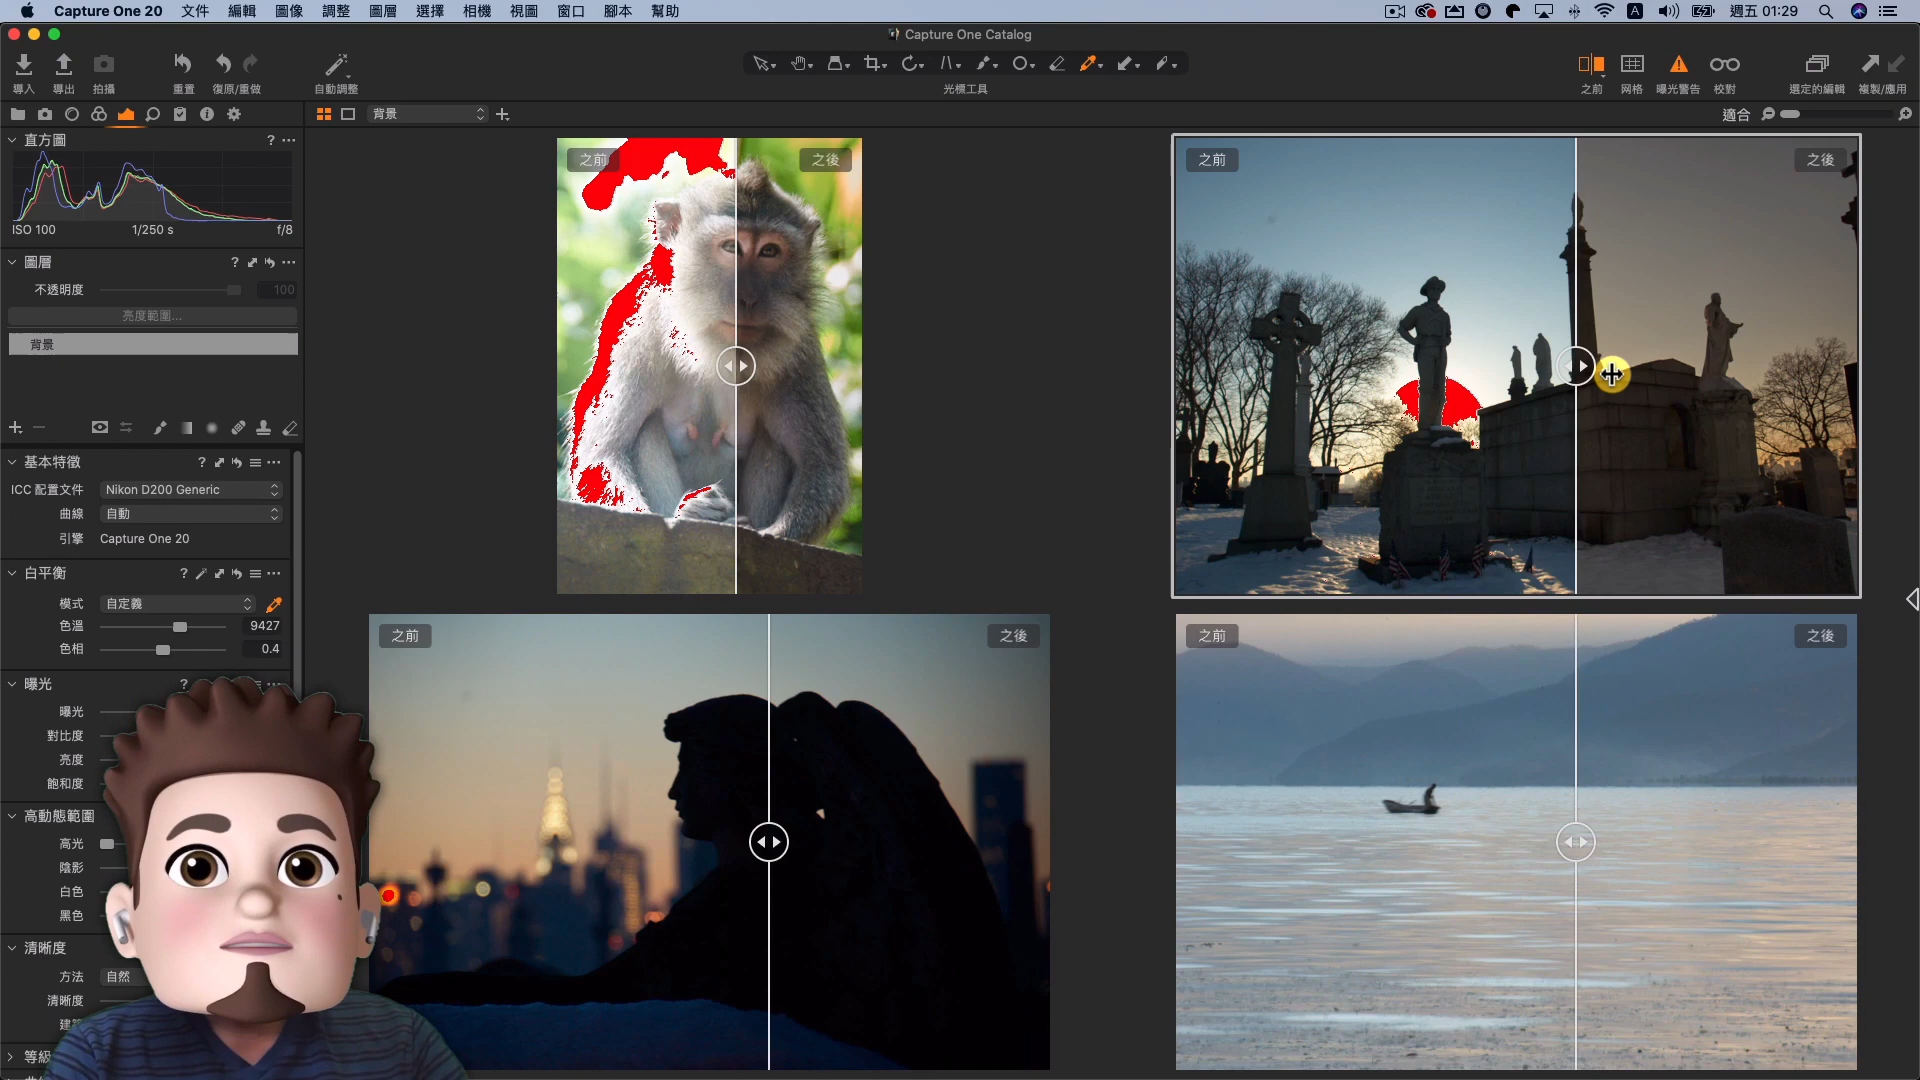 Capture One 20 文件 編輯 圖像 調整 圖層 選擇 相機 視圖 窗口 腳本 幫助
A 週五 01:29
Capture One Catalog
導入 導出 拍攝 重置 復原/重做 自動調整 光標工具 之前 网格 曝光警告 校對 選定的編輯 複製/應用
背景 適合
直方圖 ?
ISO 100 1/250 s f/8
圖層 ?
不透明度 100
亮度範圍...
背景
基本特徵 ?
ICC 配置文件 Nikon D200 Generic
曲線 自動
引擎 Capture One 20
白平衡 ?
模式 自定義
色溫 9427
色相 0.4
曝光 ?
曝光
對比度
亮度
飽和度
高動態範圍
高光
陰影
白色
黑色
清晰度
方法 自然
清晰度
等級
之前 之後
之前 之後
之前 之後
之前 之後